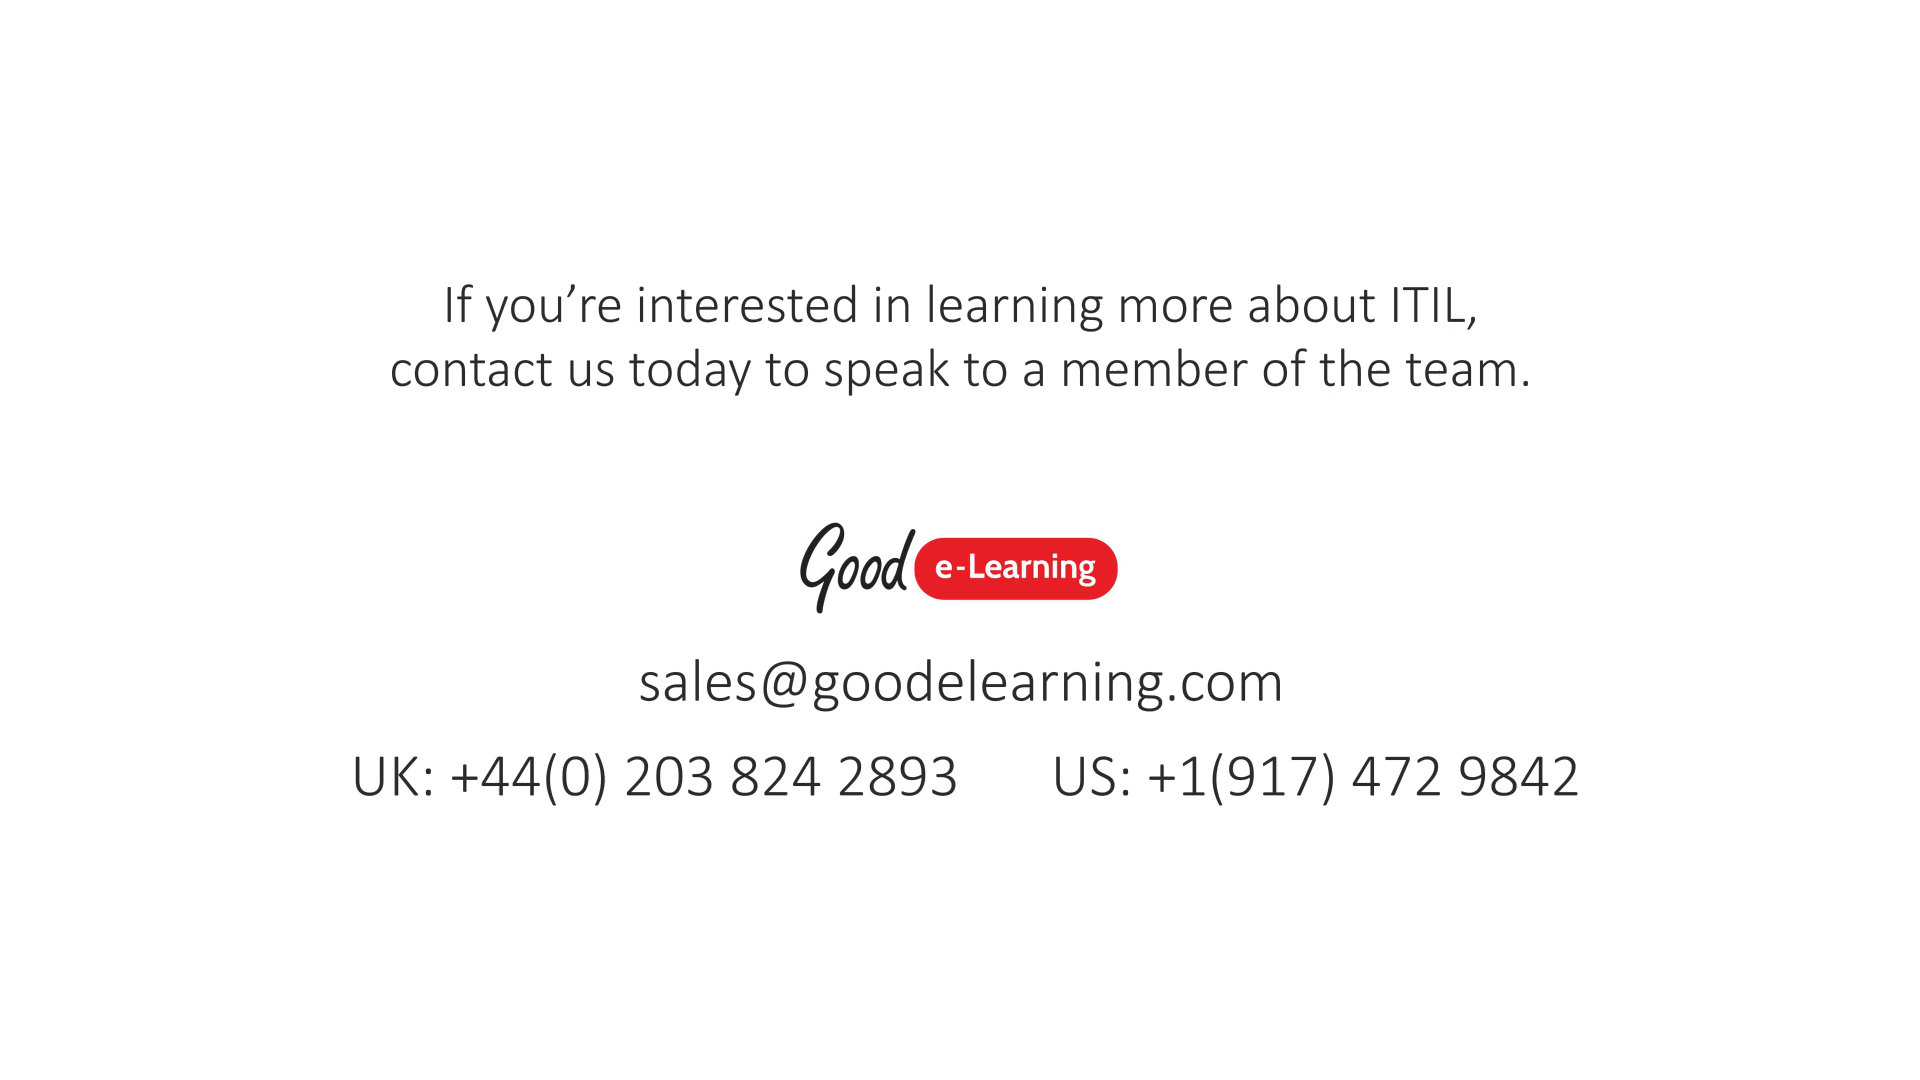 If you’re interested in learning more about ITIL,
contact us today to speak to a member of the team.
Good e-Learning
sales@goodelearning.com
UK: +44(0) 203 824 2893 US: +1(917) 472 9842